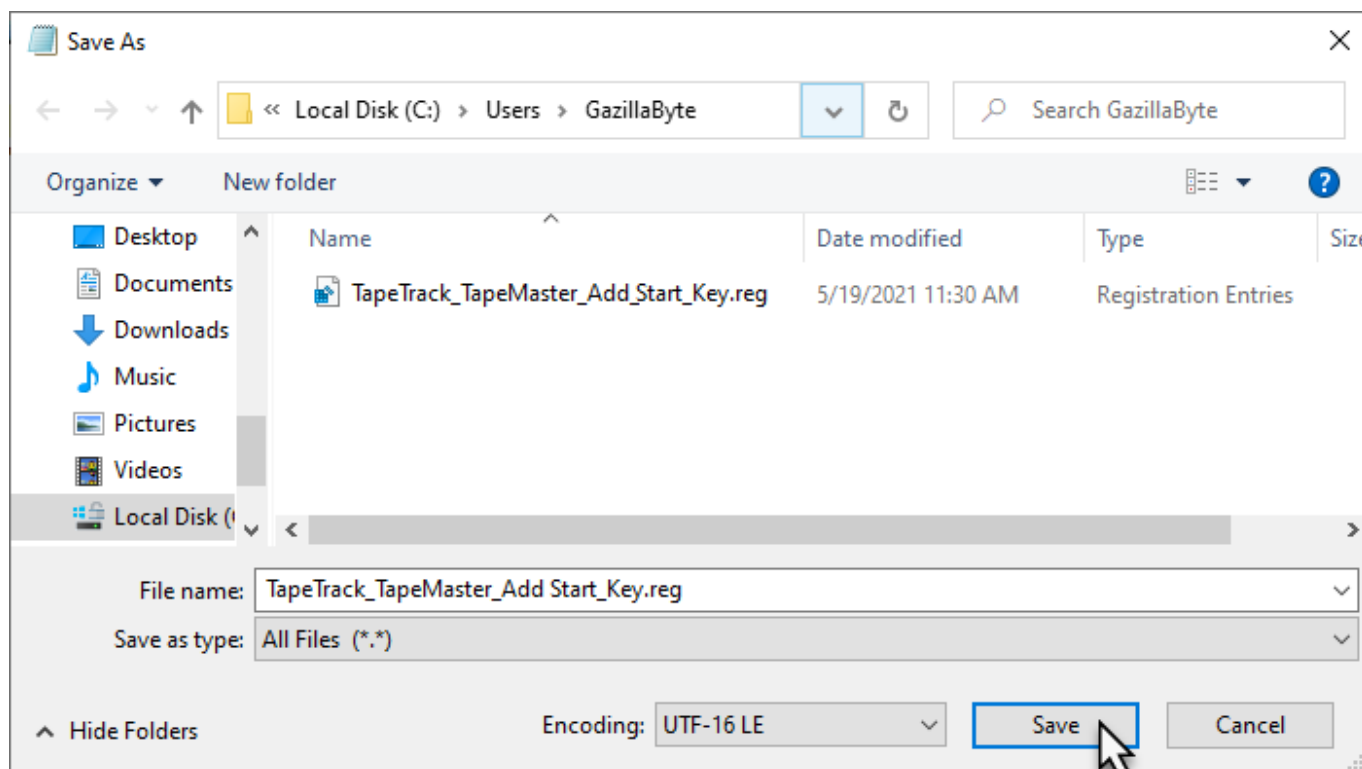 Save As
« Local Disk (C:) › Users › GazillaByte Search GazillaByte
Organize New folder ?
Name Date modified Type Size
Desktop
TapeTrack_TapeMaster_Add_Start_Key.reg 5/19/2021 11:30 AM Registration Entries
Documents
Downloads
Music
Pictures
Videos
Local Disk (
File name: TapeTrack_TapeMaster_Add Start_Key.reg
Save as type: All Files (*.*)
Hide Folders Encoding: UTF-16 LE Save Cancel